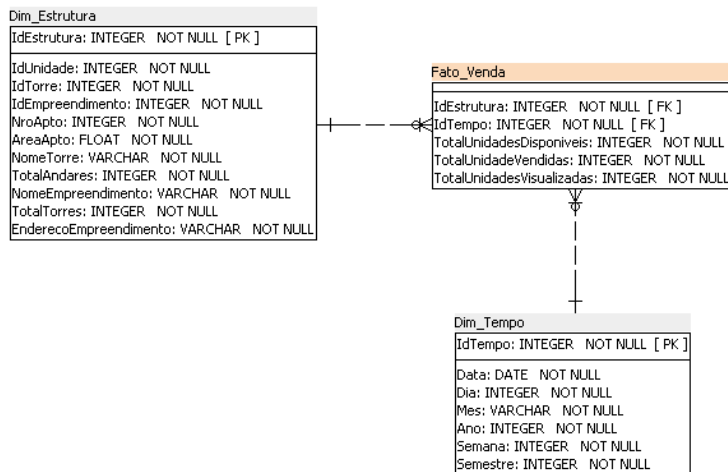 Dim_Estrutura
IdEstrutura: INTEGER NOT NULL [ PK ]
IdUnidade: INTEGER NOT NULL
IdTorre: INTEGER NOT NULL
IdEmpreendimento: INTEGER NOT NULL
NroApto: INTEGER NOT NULL
AreaApto: FLOAT NOT NULL
NomeTorre: VARCHAR NOT NULL
TotalAndares: INTEGER NOT NULL
NomeEmpreendimento: VARCHAR NOT NULL
TotalTorres: INTEGER NOT NULL
EnderecoEmpreendimento: VARCHAR NOT NULL
Fato_Venda
IdEstrutura: INTEGER NOT NULL [ FK ]
IdTempo: INTEGER NOT NULL [ FK ]
TotalUnidadesDisponiveis: INTEGER NOT NULL
TotalUnidadeVendidas: INTEGER NOT NULL
TotalUnidadesVisualizadas: INTEGER NOT NULL
Dim_Tempo
IdTempo: INTEGER NOT NULL [ PK ]
Data: DATE NOT NULL
Dia: INTEGER NOT NULL
Mes: VARCHAR NOT NULL
Ano: INTEGER NOT NULL
Semana: INTEGER NOT NULL
Semestre: INTEGER NOT NULL